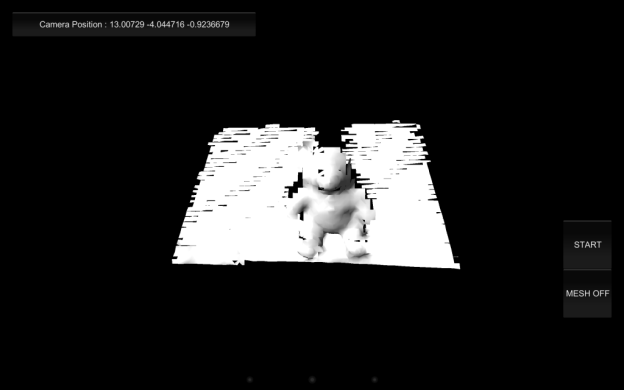 Camera Position : 13.00729 -4.044716 -0.9236679
START
MESH OFF